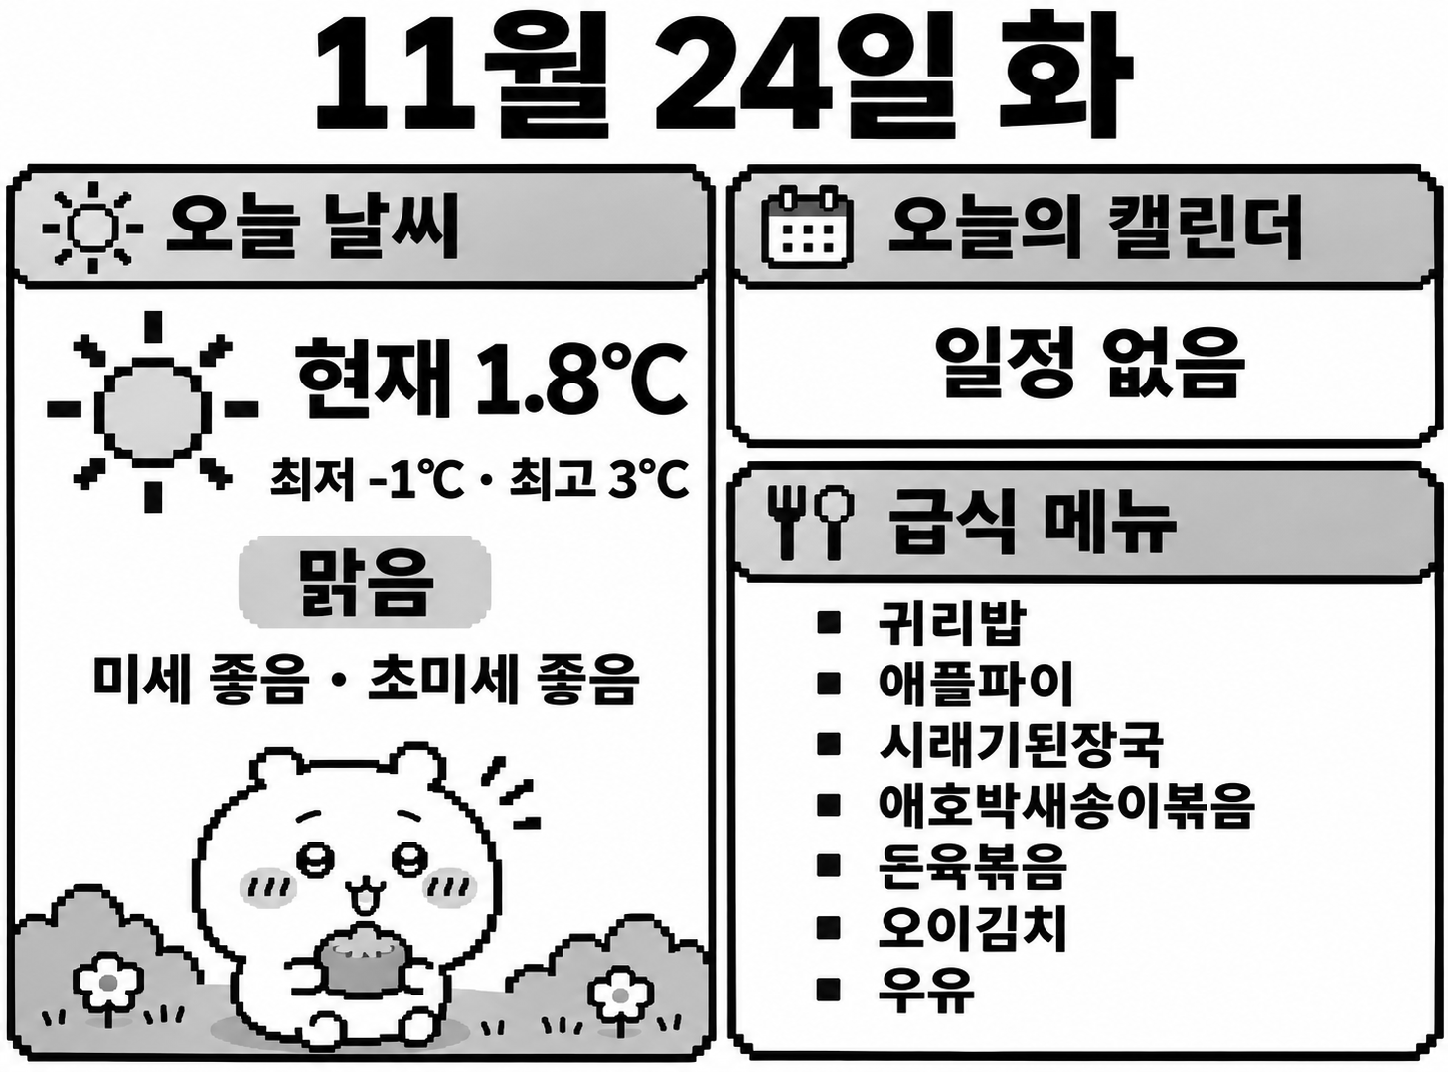 11월 24일 화
오늘 날씨
현재 1.8℃
최저 -1℃ · 최고 3℃
맑음
미세 좋음 · 초미세 좋음
오늘의 캘린더
일정 없음
급식 메뉴
▪ 귀리밥
▪ 애플파이
▪ 시래기된장국
▪ 애호박새송이볶음
▪ 돈육볶음
▪ 오이김치
▪ 우유